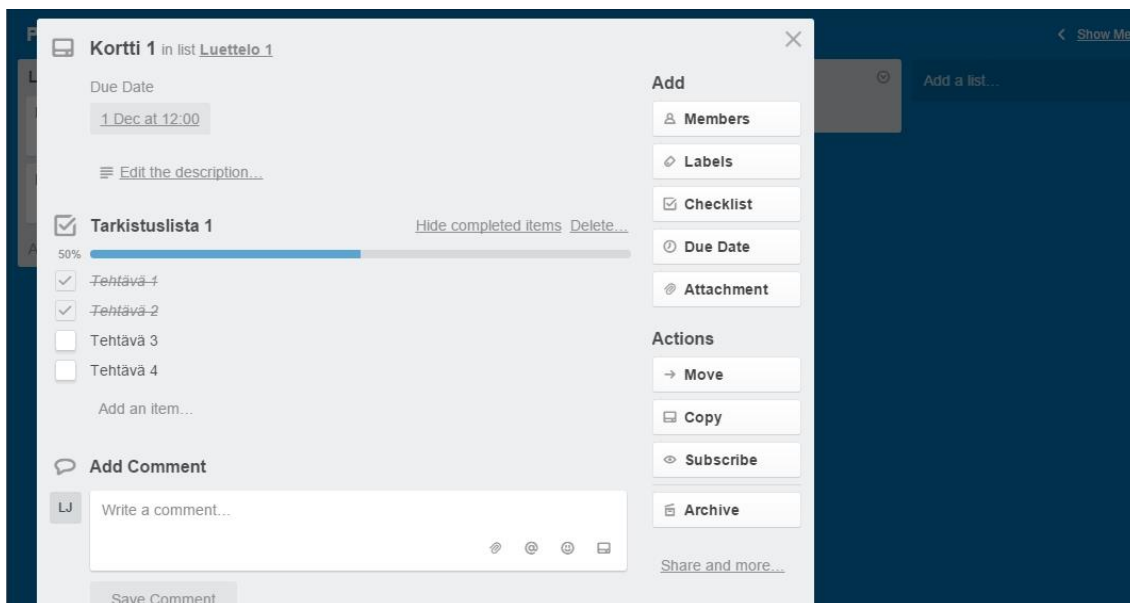 Kortti 1 in list Luettelo 1
Due Date
1 Dec at 12:00
Edit the description...
Tarkistuslista 1 Hide completed items Delete...
50%
Tehtävä 1
Tehtävä 2
Tehtävä 3
Tehtävä 4
Add an item...
Add Comment
LJ
Write a comment...
Save Comment
Add
Members
Labels
Checklist
Due Date
Attachment
Actions
Move
Copy
Subscribe
Archive
Share and more...
Show Me
Add a list...